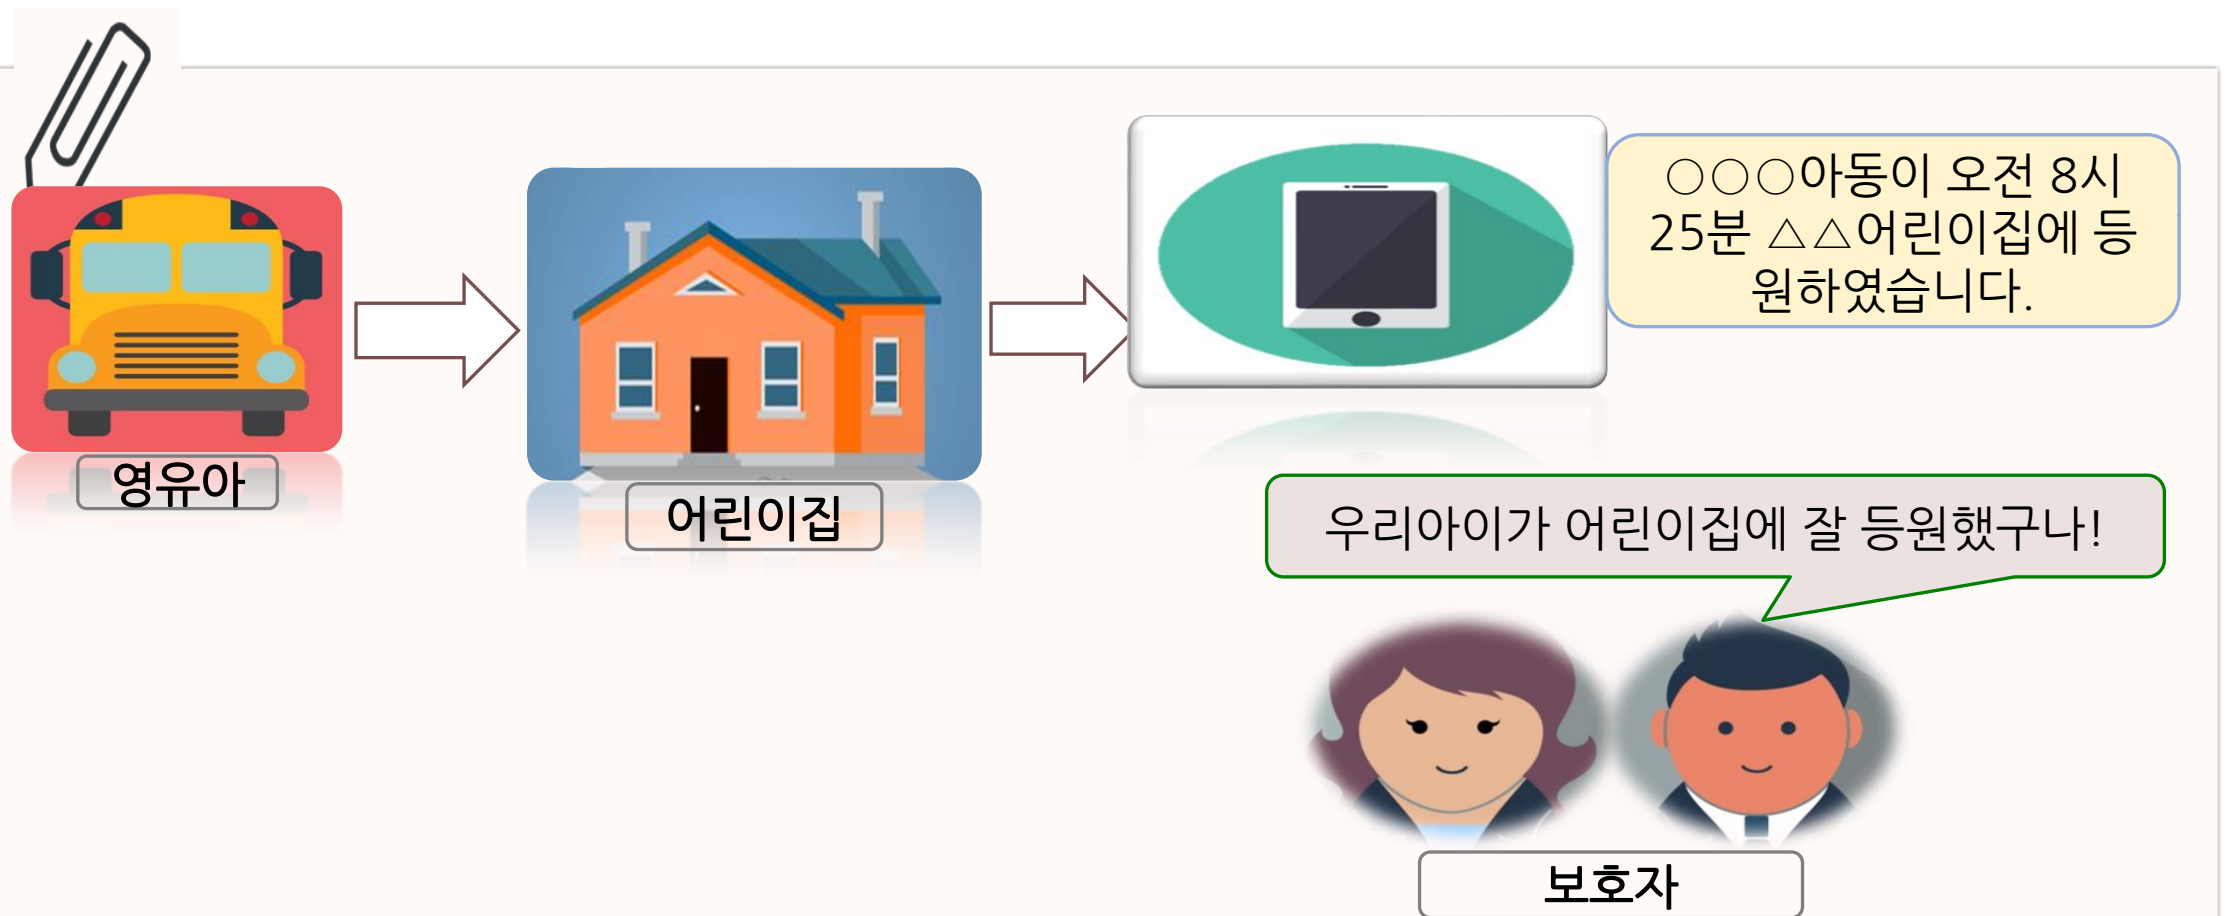 ○○○아동이 오전 8시
25분 △△어린이집에 등
원하였습니다.
영유아
어린이집
우리아이가 어린이집에 잘 등원했구나!
보호자